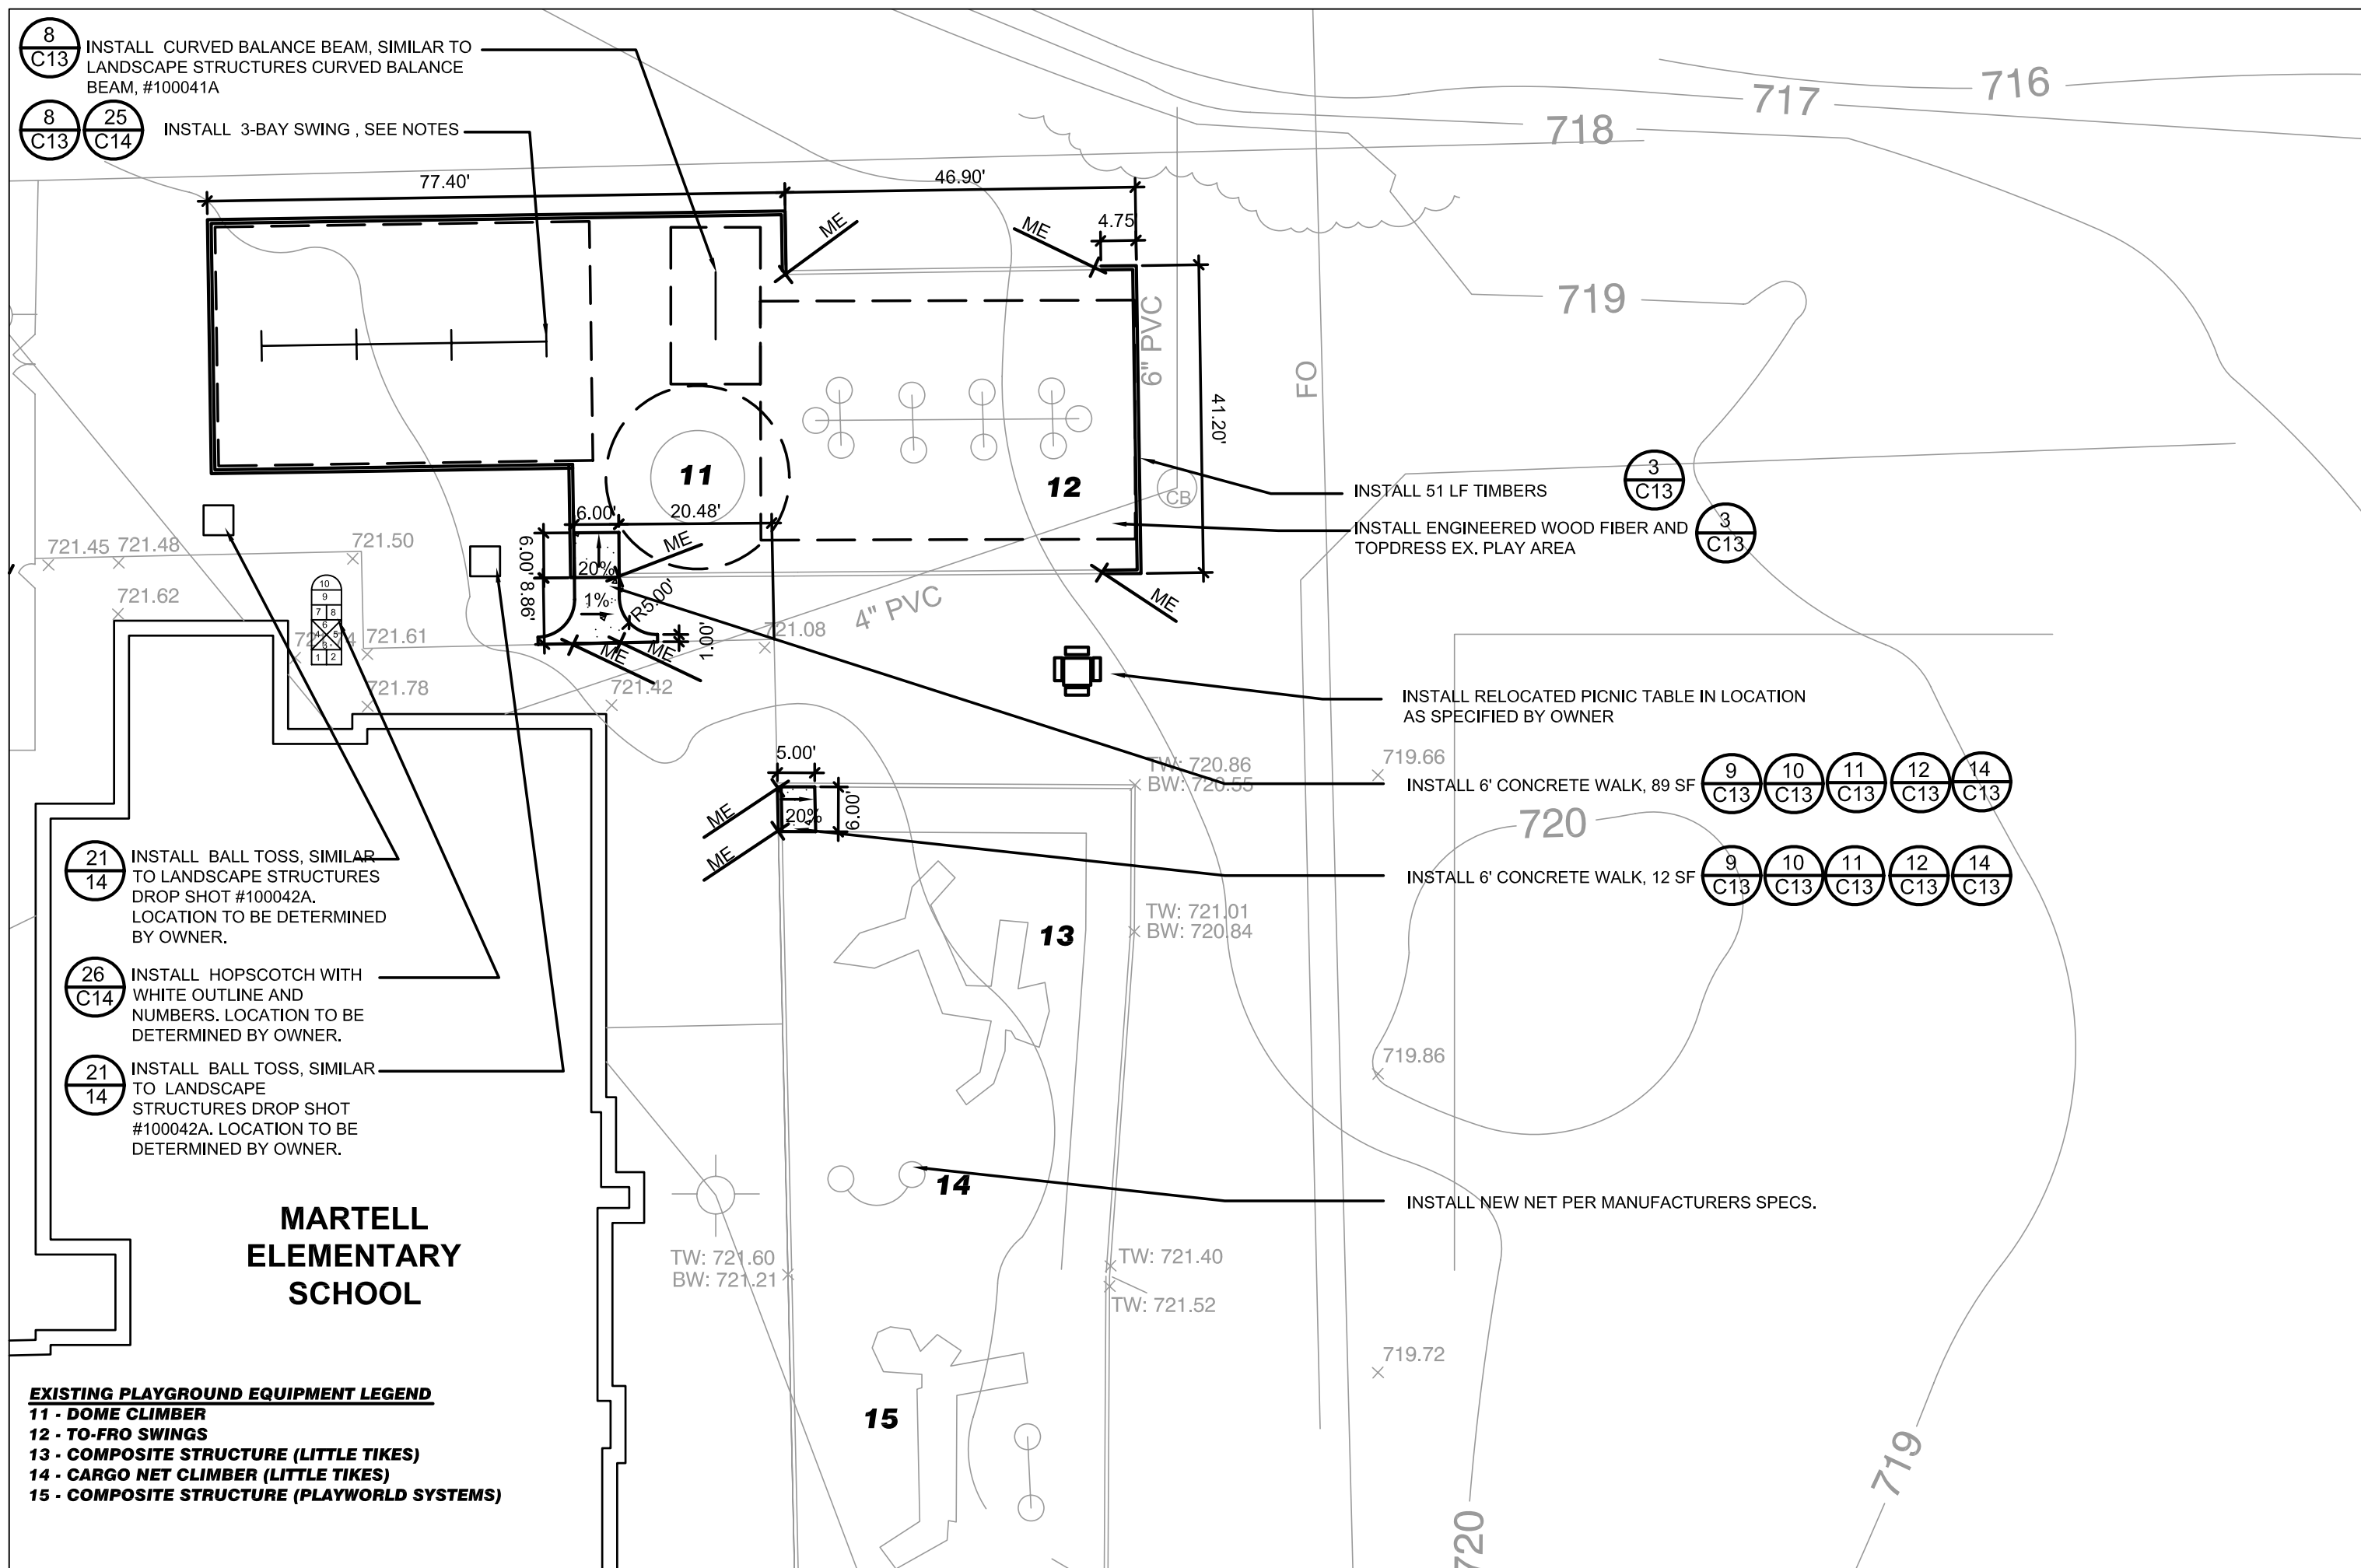 8
C13
INSTALL CURVED BALANCE BEAM, SIMILAR TO
LANDSCAPE STRUCTURES CURVED BALANCE
BEAM, #100041A
8
C13
25
C14
INSTALL 3-BAY SWING , SEE NOTES
716
717
718
719
77.40'
46.90'
4.75
ME
ME
6" PVC
FO
41.20'
11
12
CB
3
C13
INSTALL 51 LF TIMBERS
INSTALL ENGINEERED WOOD FIBER AND
TOPDRESS EX. PLAY AREA
3
C13
6.00'
20.48'
ME
6.00'
8.86'
20%
1%
R5.00'
1.00'
ME
ME
ME
4" PVC
721.45
721.48
721.50
721.62
721.61
721.78
721.42
721.08
10
9
7
8
6
4
5
3
1
2
INSTALL RELOCATED PICNIC TABLE IN LOCATION
AS SPECIFIED BY OWNER
5.00'
6.00'
20%
ME
ME
TW: 720.86
BW: 720.55
719.66
INSTALL 6' CONCRETE WALK, 89 SF
9
C13
10
C13
11
C13
12
C13
14
C13
720
INSTALL 6' CONCRETE WALK, 12 SF
9
C13
10
C13
11
C13
12
C13
14
C13
21
14
INSTALL BALL TOSS, SIMILAR
TO LANDSCAPE STRUCTURES
DROP SHOT #100042A.
LOCATION TO BE DETERMINED
BY OWNER.
26
C14
INSTALL HOPSCOTCH WITH
WHITE OUTLINE AND
NUMBERS. LOCATION TO BE
DETERMINED BY OWNER.
21
14
INSTALL BALL TOSS, SIMILAR
TO LANDSCAPE
STRUCTURES DROP SHOT
#100042A. LOCATION TO BE
DETERMINED BY OWNER.
13
TW: 721.01
BW: 720.84
719.86
14
INSTALL NEW NET PER MANUFACTURERS SPECS.
MARTELL
ELEMENTARY
SCHOOL
TW: 721.60
BW: 721.21
TW: 721.40
TW: 721.52
719.72
15
719
720
EXISTING PLAYGROUND EQUIPMENT LEGEND
11 - DOME CLIMBER
12 - TO-FRO SWINGS
13 - COMPOSITE STRUCTURE (LITTLE TIKES)
14 - CARGO NET CLIMBER (LITTLE TIKES)
15 - COMPOSITE STRUCTURE (PLAYWORLD SYSTEMS)